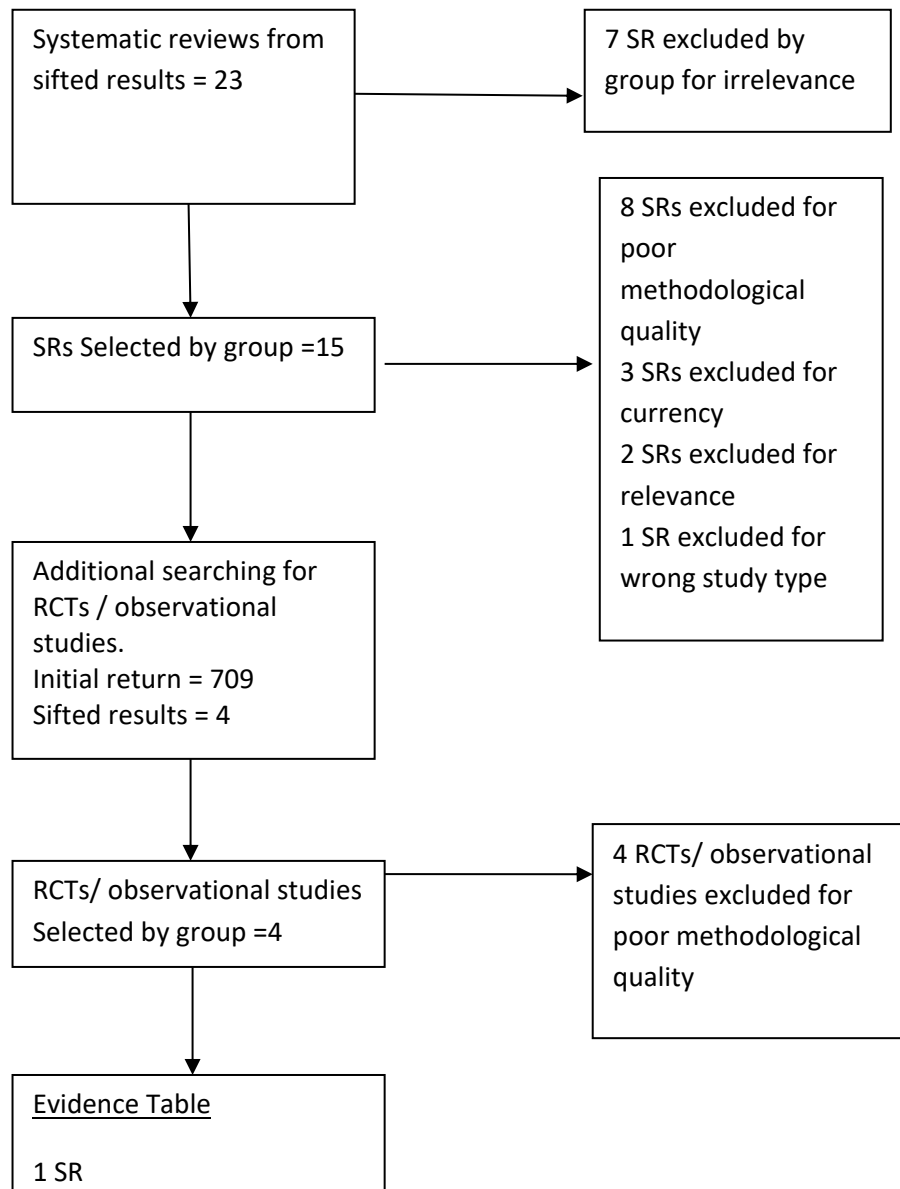 Systematic reviews from
sifted results = 23
7 SR excluded by
group for irrelevance
8 SRs excluded for
poor
methodological
quality
3 SRs excluded for
currency
2 SRs excluded for
relevance
1 SR excluded for
wrong study type
SRs Selected by group =15
Additional searching for
RCTs / observational
studies.
Initial return = 709
Sifted results = 4
RCTs/ observational studies
Selected by group =4
4 RCTs/ observational
studies excluded for
poor methodological
quality
Evidence Table
1 SR